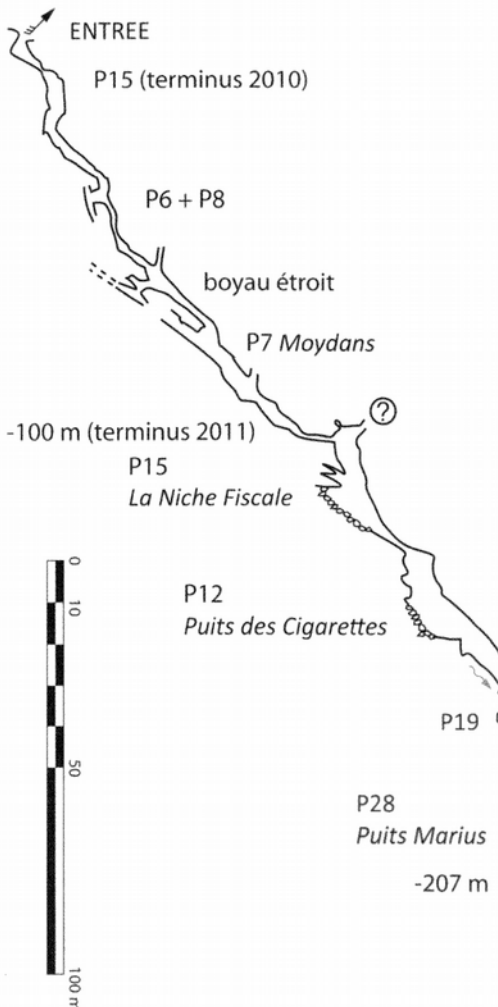 ENTREE
P15 (terminus 2010)
P6 + P8
boyau étroit
P7 Moydans
?
-100 m (terminus 2011)
P15
La Niche Fiscale
0
10
50
100 m
P12
Puits des Cigarettes
P19
P28
Puits Marius
-207 m